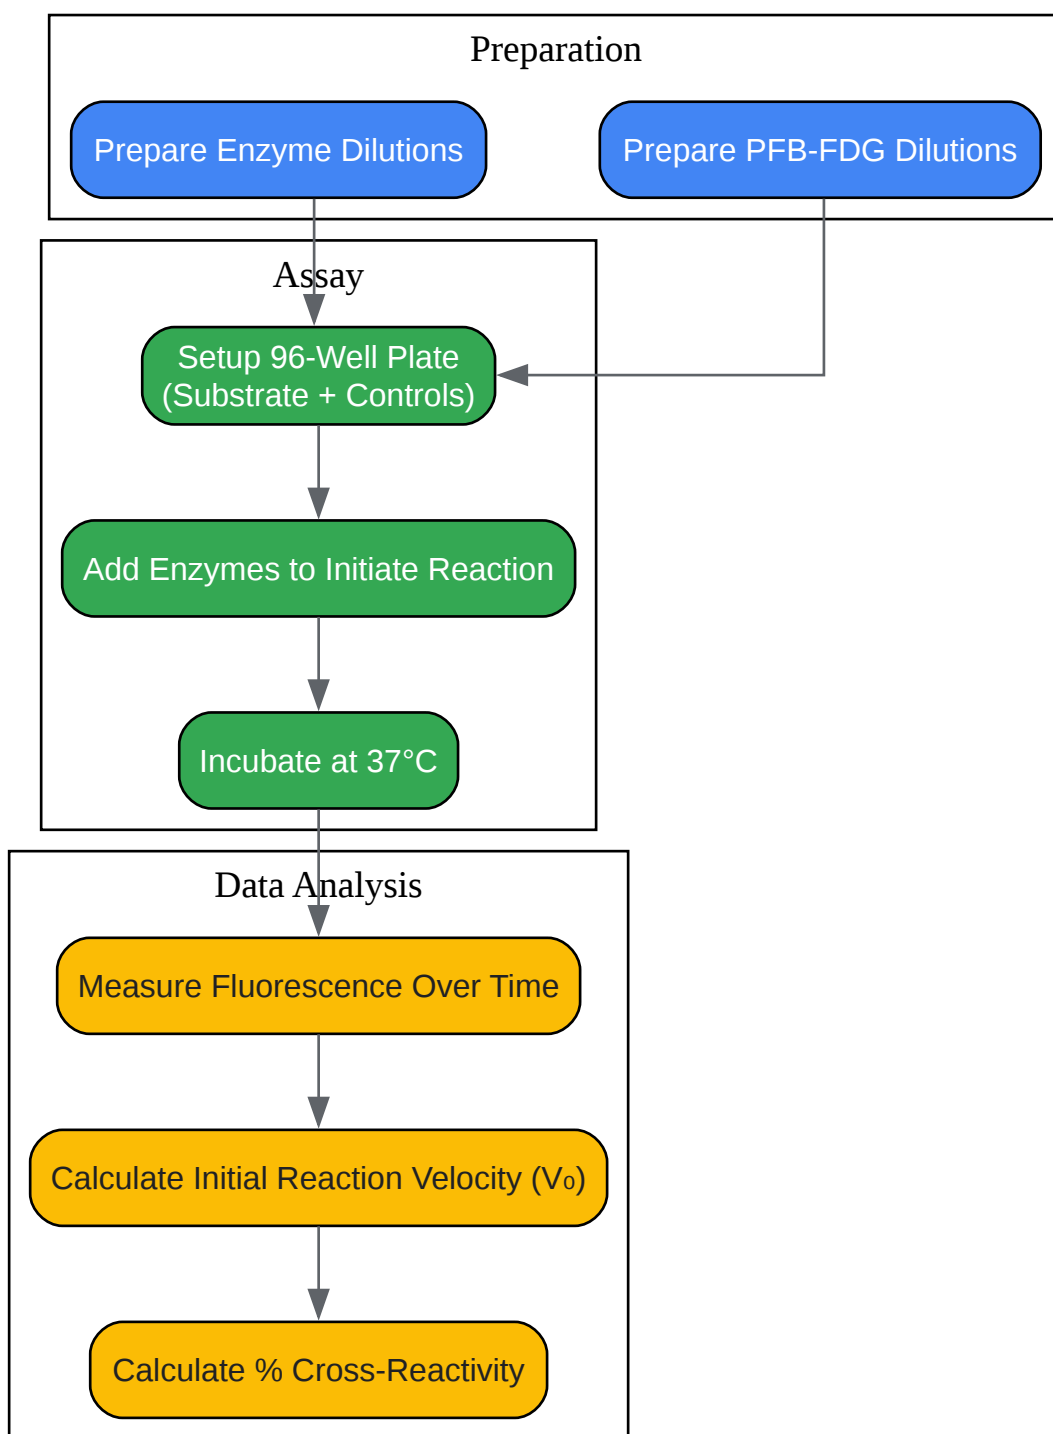 Preparation
Prepare Enzyme Dilutions
Prepare PFB-FDG Dilutions
Assay
Setup 96-Well Plate
(Substrate + Controls)
Add Enzymes to Initiate Reaction
Incubate at 37°C
Data Analysis
Measure Fluorescence Over Time
Calculate Initial Reaction Velocity (V₀)
Calculate % Cross-Reactivity